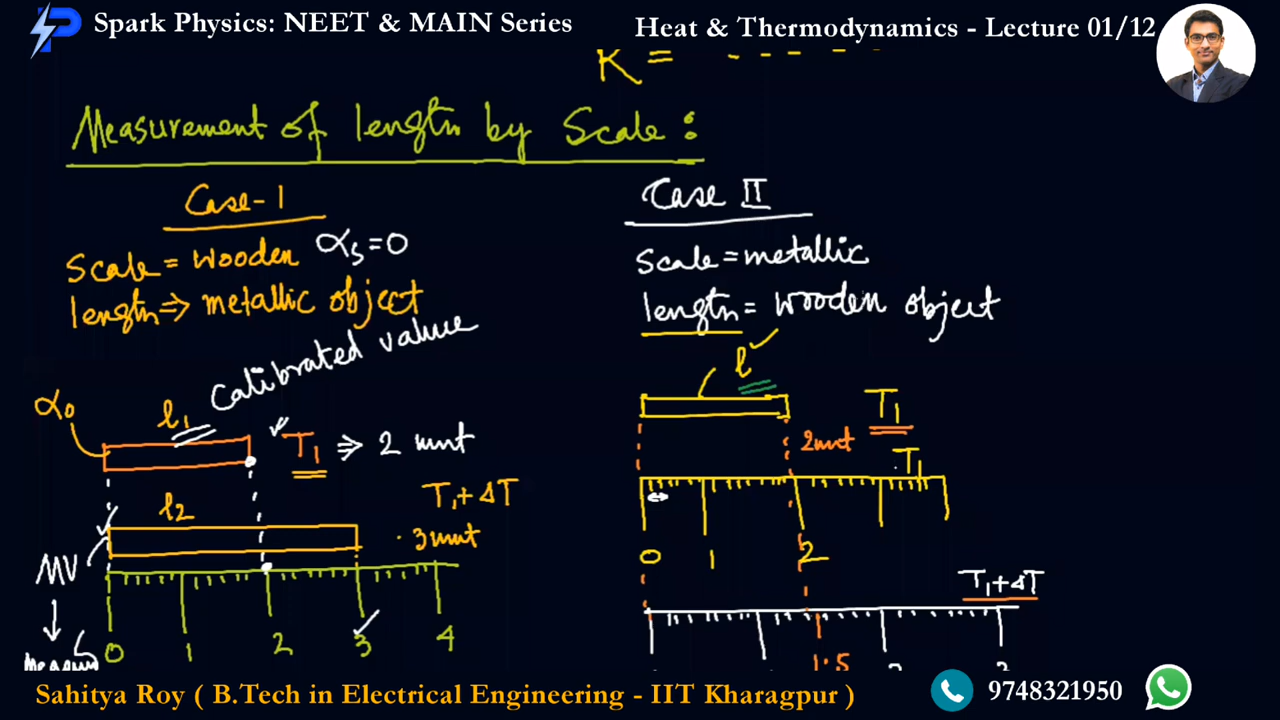 Spark Physics: NEET & MAIN Series
Heat & Thermodynamics - Lecture 01/12
K = - - - - - -
Measurement of length by Scale :
Case-1
Scale = wooden αs=0
length ⇒ metallic object
Calibrated value
α0
l1
T1 ⇒ 2 unit
l2
T1+ΔT
3 unit
MV
0 1 2 3 4
Case II
Scale = metallic
length = wooden object
l
T1
2 unit
T1
0 1 2
T1+ΔT
1.5
Sahitya Roy ( B.Tech in Electrical Engineering - IIT Kharagpur )
9748321950